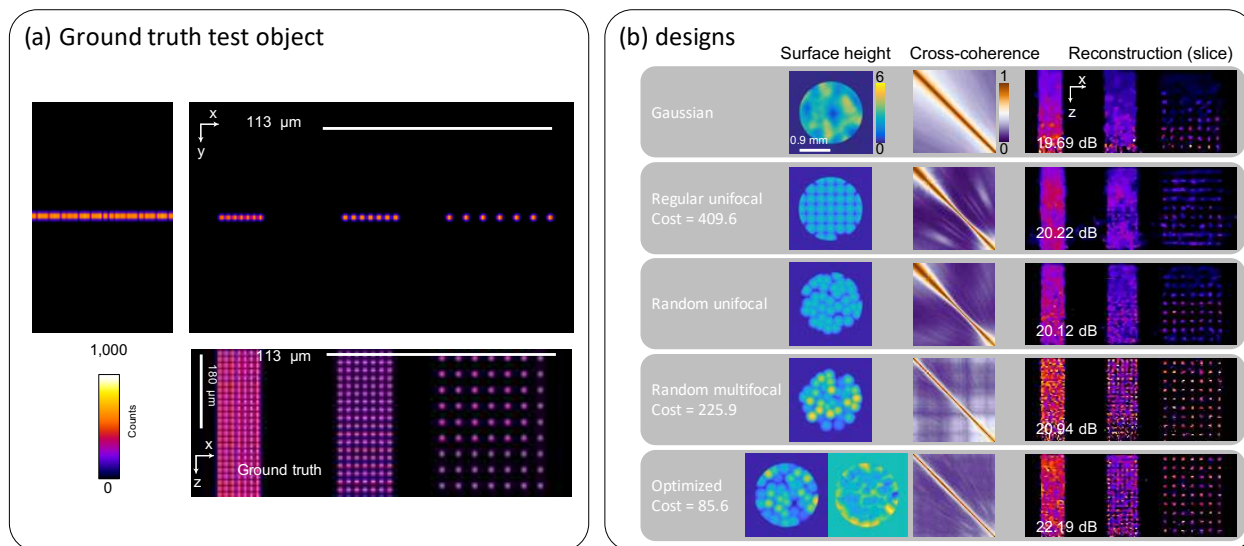 (a) Ground truth test object
x
y
113 μm
1,000
Counts
0
113 μm
180 μm
x
z
Ground truth
(b) designs
Surface height
Cross-coherence
Reconstruction (slice)
Gaussian
0.9 mm
6
0
1
0
x
z
19.69 dB
Regular unifocal
Cost = 409.6
20.22 dB
Random unifocal
20.12 dB
Random multifocal
Cost = 225.9
20.94 dB
Optimized
Cost = 85.6
22.19 dB